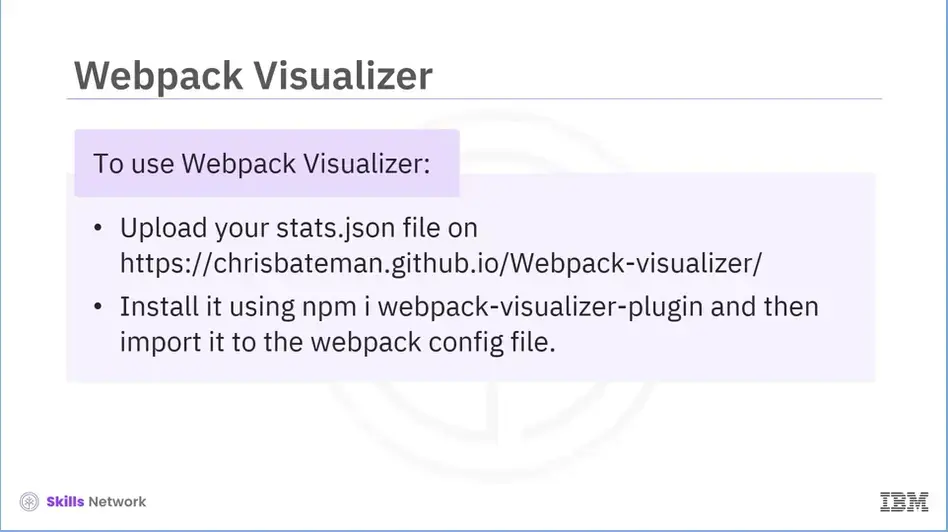 Webpack Visualizer
To use Webpack Visualizer:
• Upload your stats.json file on
https://chrisbateman.github.io/Webpack-visualizer/
• Install it using npm i webpack-visualizer-plugin and then
import it to the webpack config file.
Skills Network
IBM